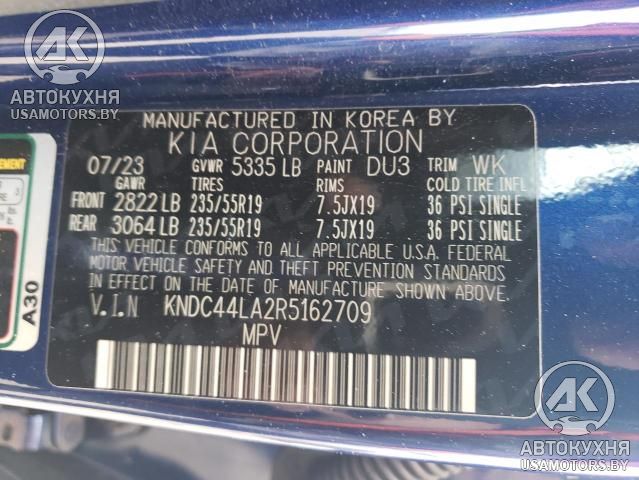 АВТОКУХНЯ
USAMOTORS.BY
MANUFACTURED IN KOREA BY
KIA CORPORATION
07/23 GVWR 5335 LB PAINT DU3 TRIM WK
GAWR TIRES RIMS COLD TIRE INFL
FRONT 2822 LB 235/55R19 7.5JX19 36 PSI SINGLE
REAR 3064 LB 235/55R19 7.5JX19 36 PSI SINGLE
THIS VEHICLE CONFORMS TO ALL APPLICABLE U.S.A. FEDERAL
MOTOR VEHICLE SAFETY AND THEFT PREVENTION STANDARDS
IN EFFECT ON THE DATE OF MANUFACTURE SHOWN ABOVE.
V.I.N KNDC44LA2R5162709
MPV
A30
АВТОКУХНЯ
USAMOTORS.BY